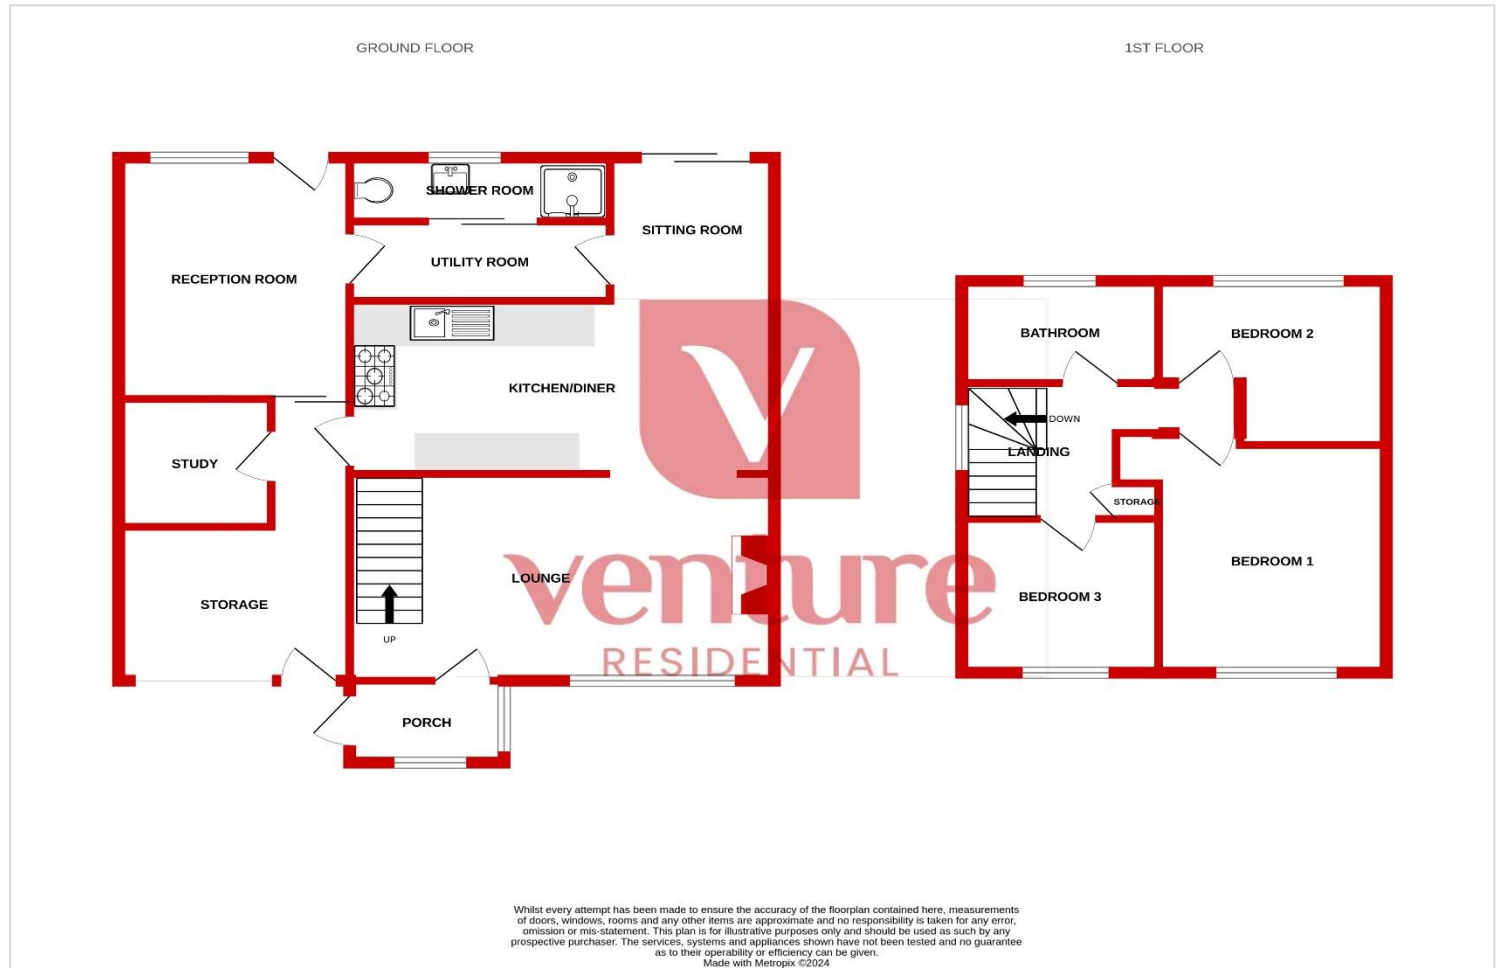 GROUND FLOOR
1ST FLOOR
SHOWER ROOM
SITTING ROOM
UTILITY ROOM
RECEPTION ROOM
KITCHEN/DINER
STUDY
LOUNGE
STORAGE
UP
PORCH
BATHROOM
BEDROOM 2
DOWN
LANDING
STORAGE
BEDROOM 1
BEDROOM 3
venture
RESIDENTIAL
Whilst every attempt has been made to ensure the accuracy of the floorplan contained here, measurements
of doors, windows, rooms and any other items are approximate and no responsibility is taken for any error,
omission or mis-statement. This plan is for illustrative purposes only and should be used as such by any
prospective purchaser. The services, systems and appliances shown have not been tested and no guarantee
as to their operability or efficiency can be given.
Made with Metropix ©2024